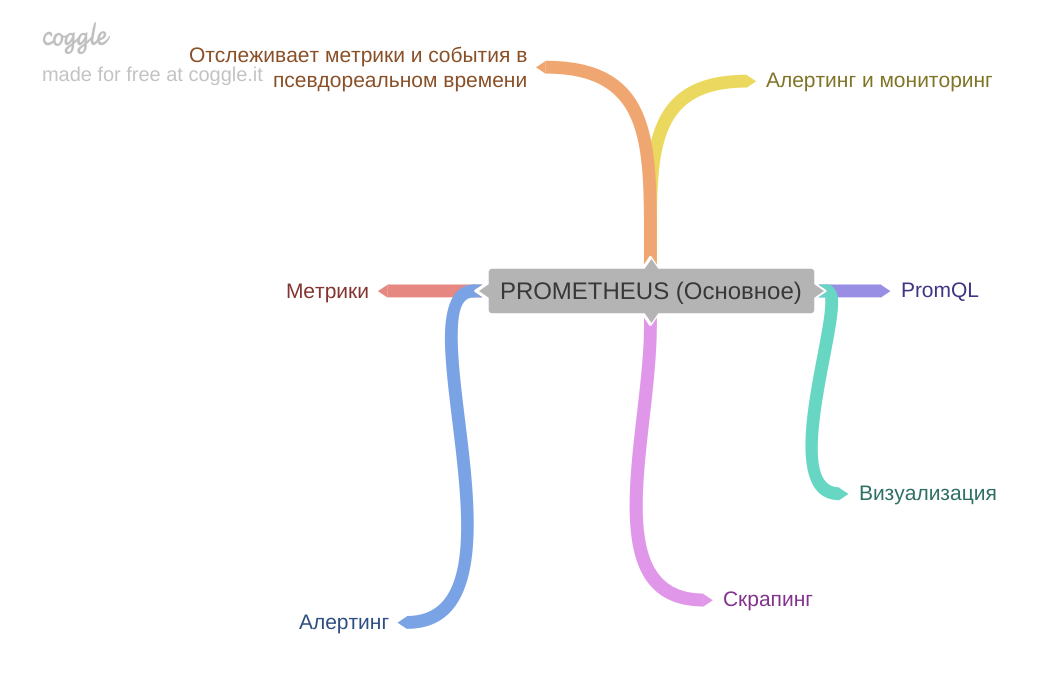 coggle
made for free at coggle.it
Отслеживает метрики и события в
псевдореальном времени
Алертинг и мониторинг
Метрики
PROMETHEUS (Основное)
PromQL
Визуализация
Скрапинг
Алертинг